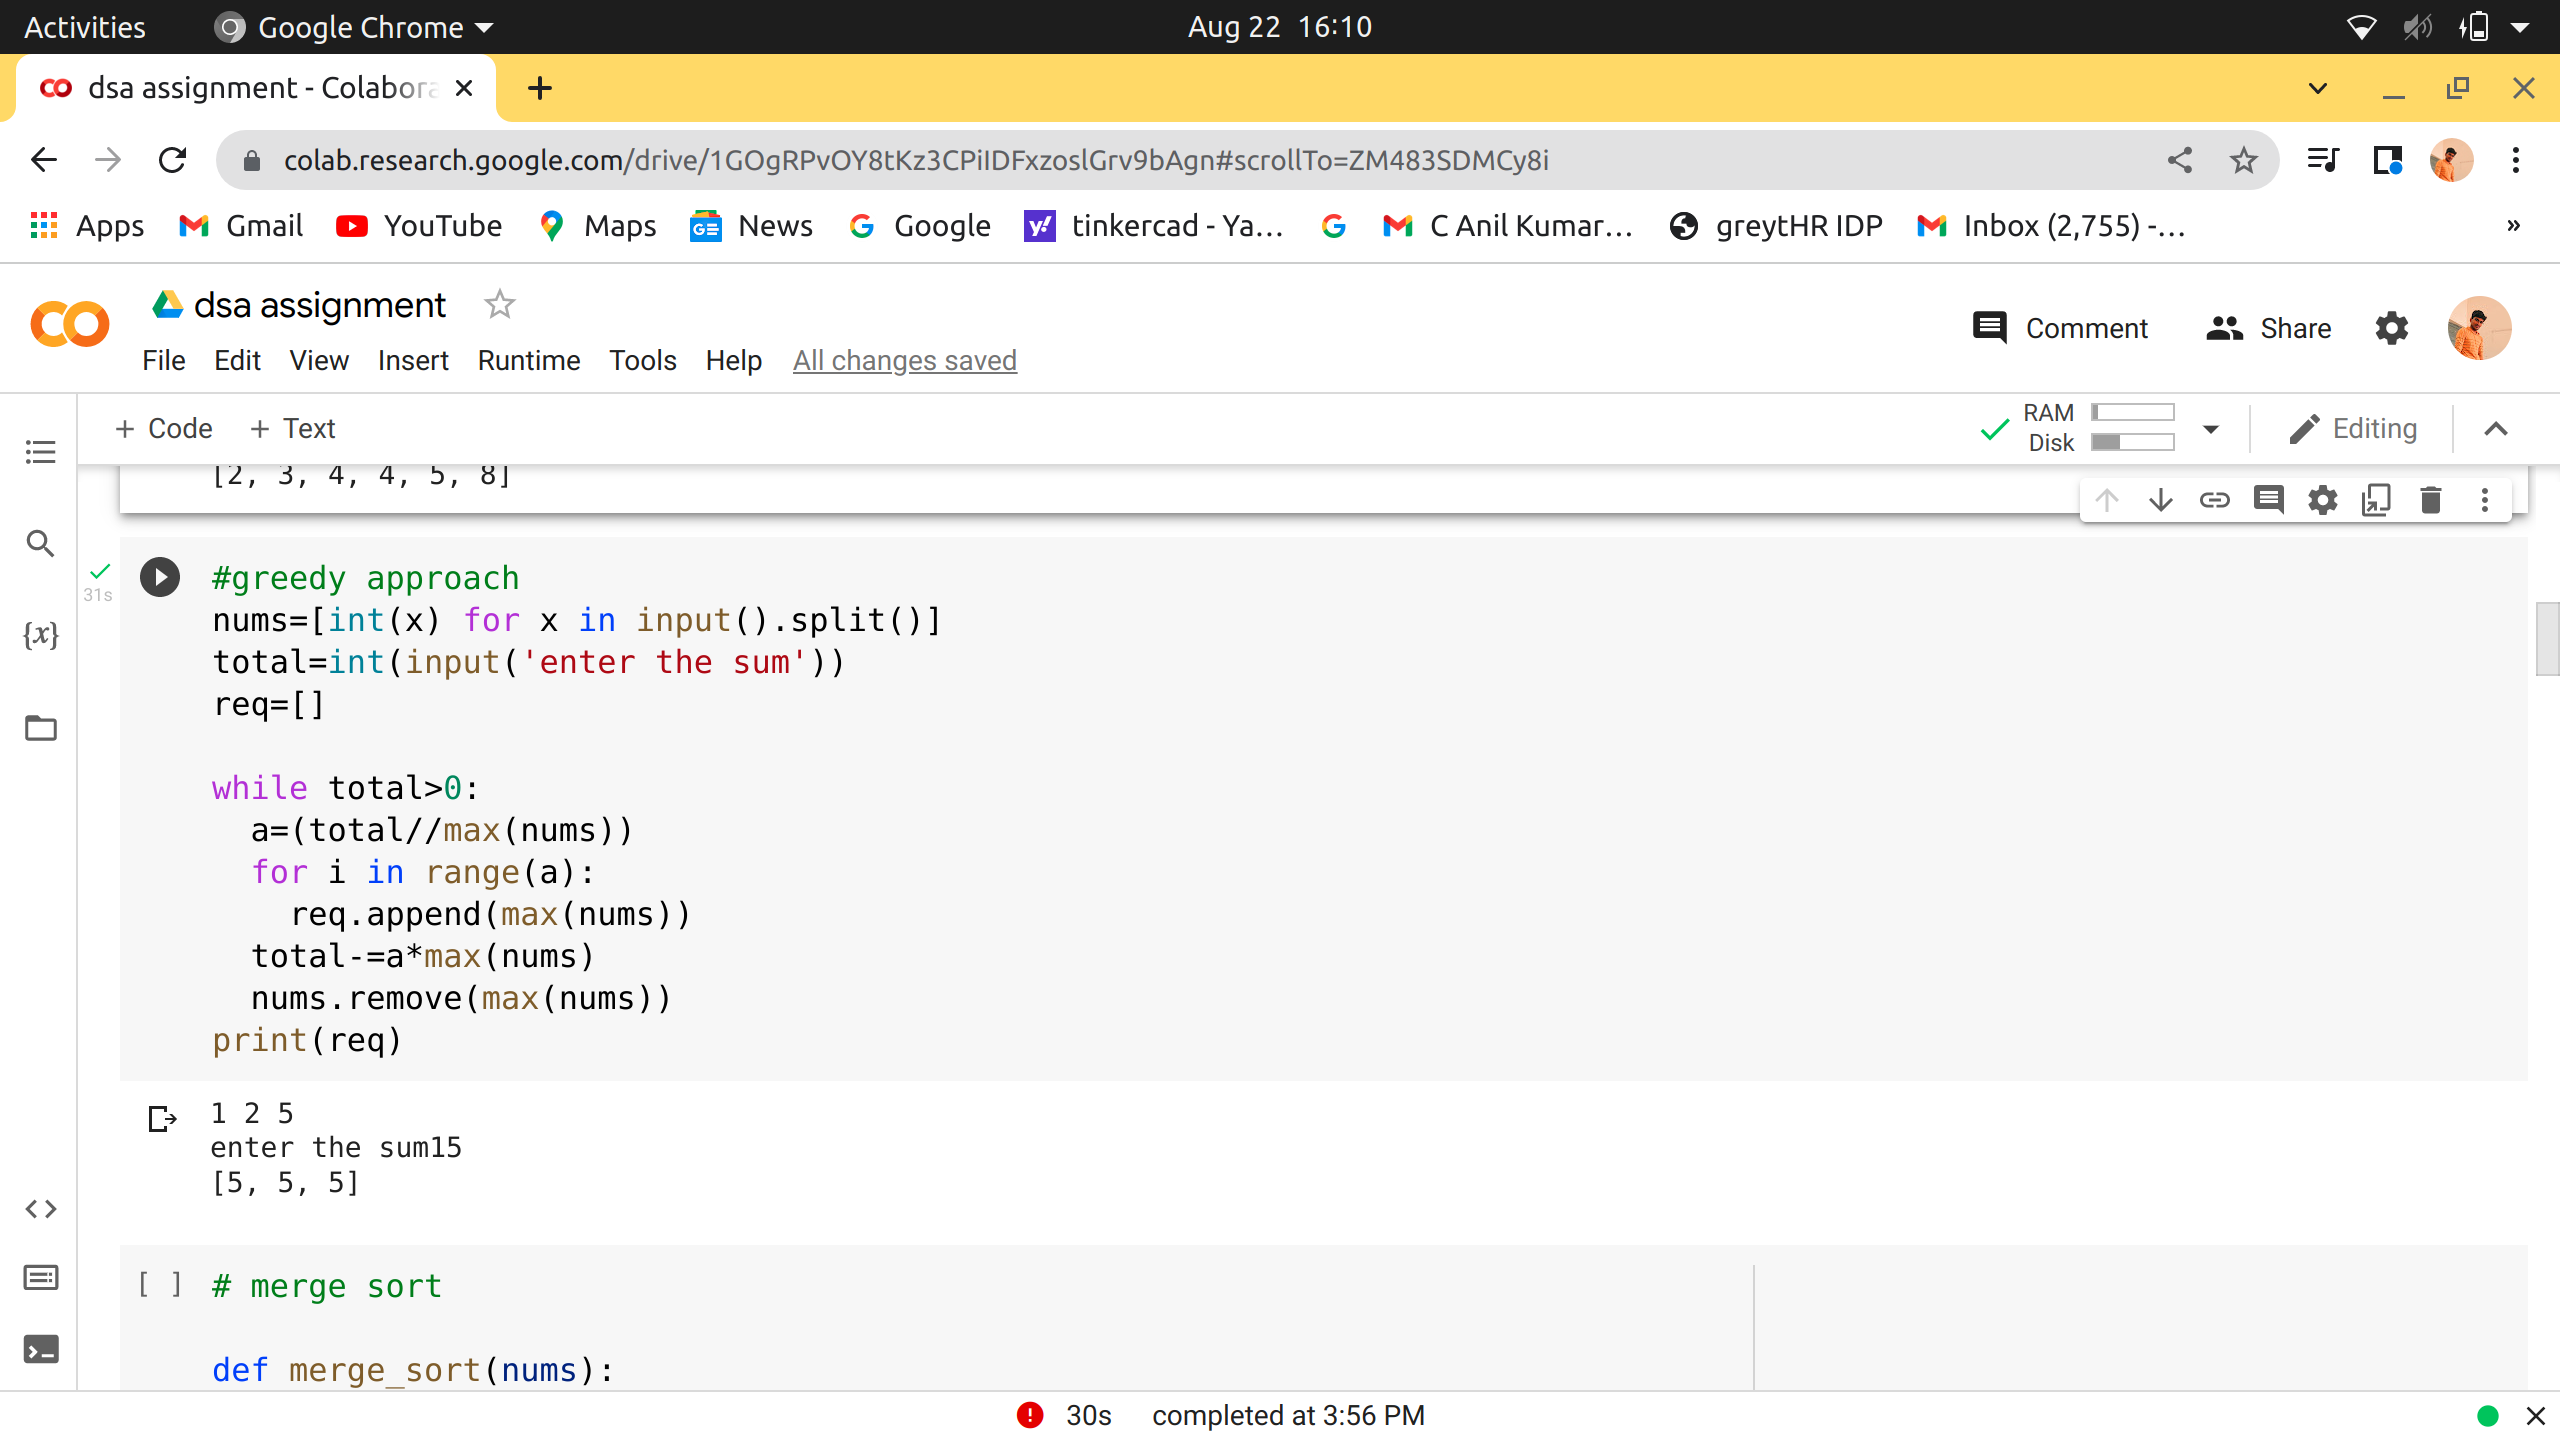 Activities Google Chrome Aug 22 16:10
dsa assignment - Colabora
colab.research.google.com/drive/1GOgRPvOY8tKz3CPiIDFxzoslGrv9bAgn#scrollTo=ZM483SDMCy8i
Apps Gmail YouTube Maps News Google tinkercad - Ya... C Anil Kumar... greytHR IDP Inbox (2,755) -...
dsa assignment
Comment Share
File Edit View Insert Runtime Tools Help All changes saved
+ Code + Text RAM Disk Editing
[2, 3, 4, 4, 5, 8]
31s
{x}
#greedy approach
nums=[int(x) for x in input().split()]
total=int(input('enter the sum'))
req=[]
while total>0:
  a=(total//max(nums))
  for i in range(a):
    req.append(max(nums))
  total-=a*max(nums)
  nums.remove(max(nums))
print(req)
1 2 5
enter the sum15
[5, 5, 5]
[ ] # merge sort
def merge_sort(nums):
30s completed at 3:56 PM